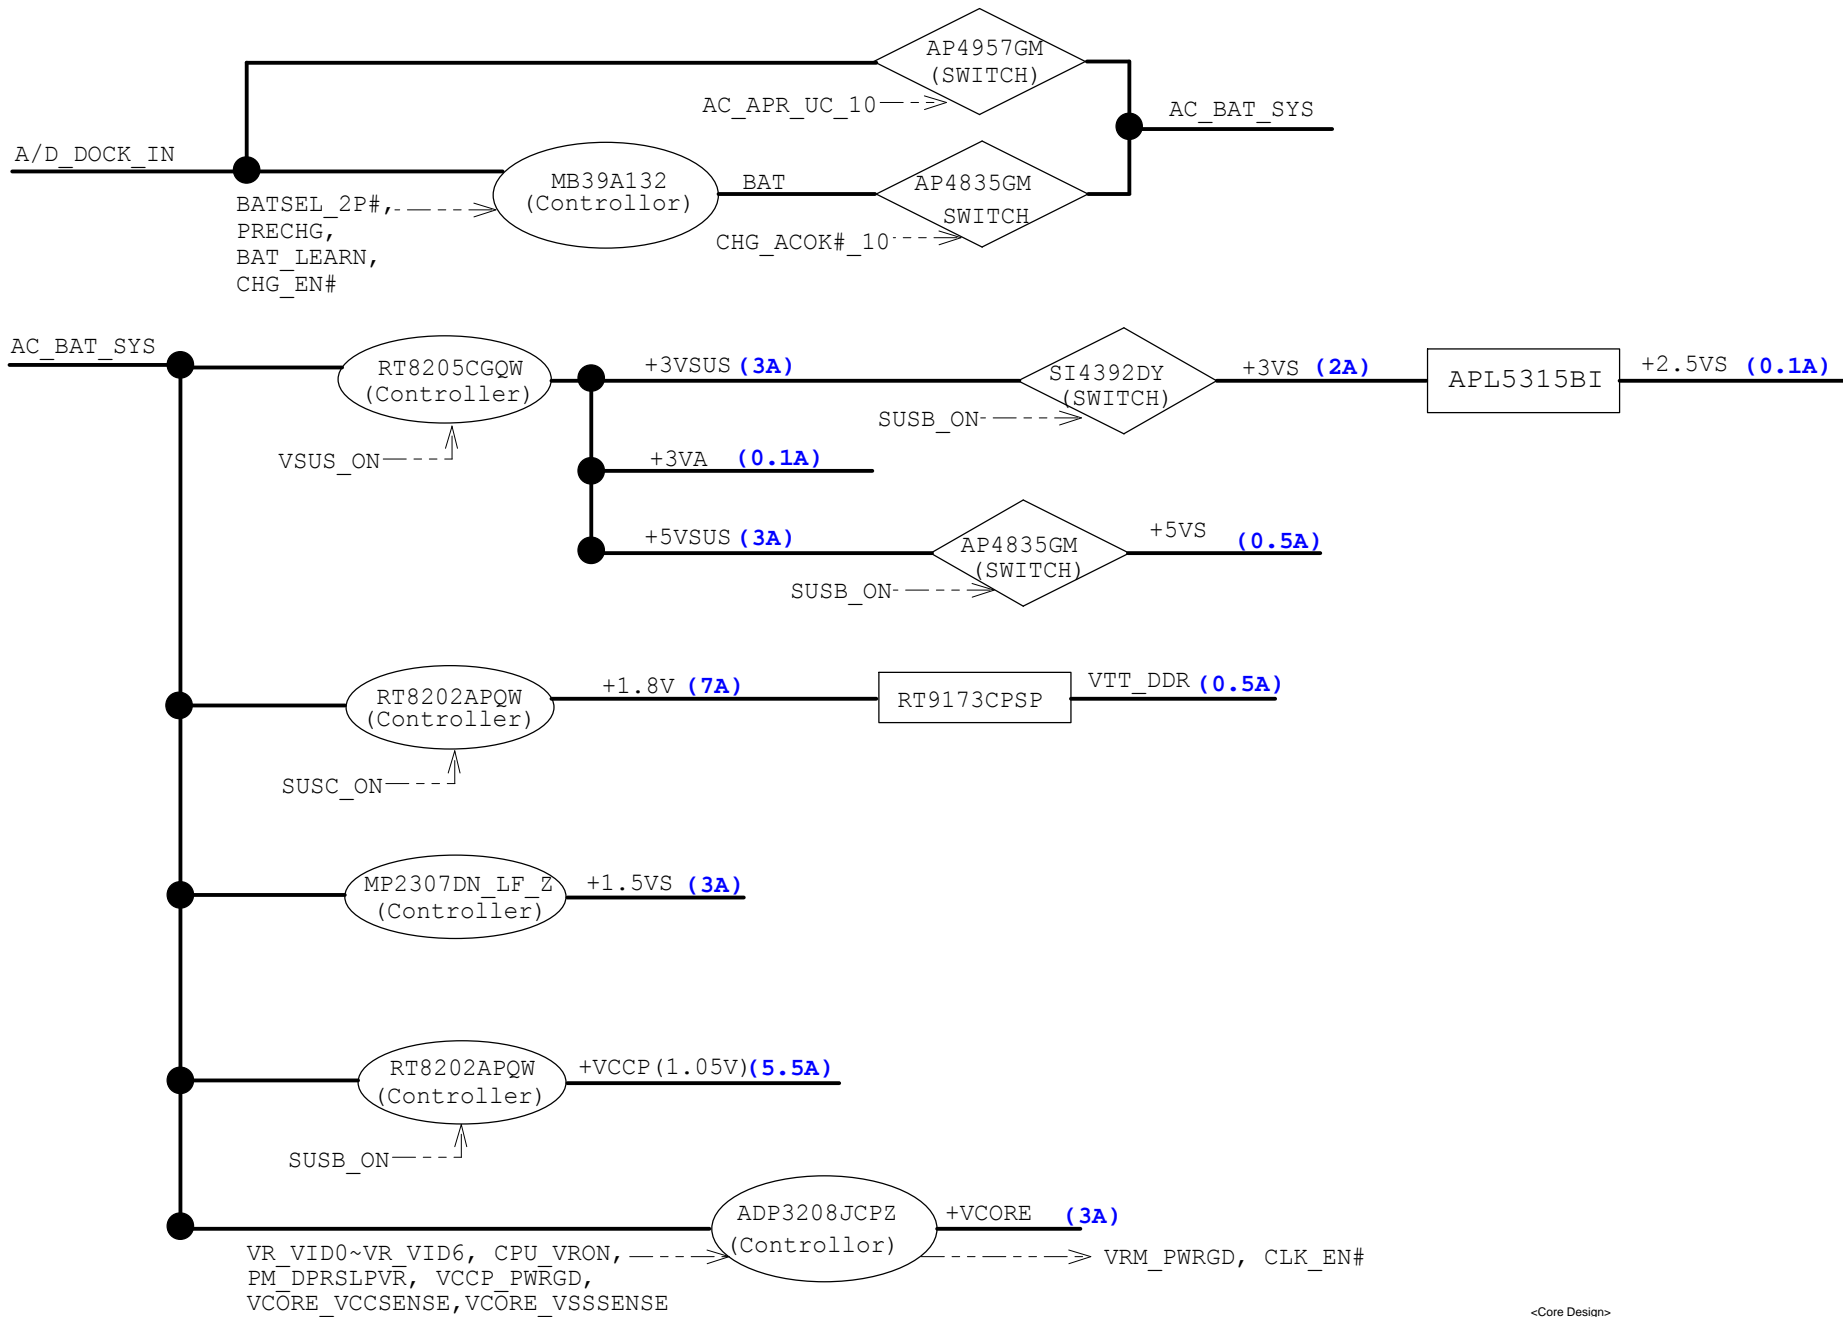 AP4957GM
(SWITCH)
AC_APR_UC_10
AC_BAT_SYS
A/D_DOCK_IN
MB39A132
(Controllor)
BAT
AP4835GM
SWITCH
BATSEL_2P#,
PRECHG,
BAT_LEARN,
CHG_EN#
CHG_ACOK#_10
AC_BAT_SYS
RT8205CGQW
(Controller)
+3VSUS (3A)
SI4392DY
(SWITCH)
+3VS (2A)
APL5315BI
+2.5VS (0.1A)
SUSB_ON
VSUS_ON
+3VA (0.1A)
+5VSUS (3A)
AP4835GM
(SWITCH)
+5VS (0.5A)
SUSB_ON
RT8202APQW
(Controller)
+1.8V (7A)
RT9173CPSP
VTT_DDR (0.5A)
SUSC_ON
MP2307DN_LF_Z
(Controller)
+1.5VS (3A)
RT8202APQW
(Controller)
+VCCP(1.05V)(5.5A)
SUSB_ON
ADP3208JCPZ
(Controllor)
+VCORE (3A)
VR_VID0~VR_VID6, CPU_VRON,
PM_DPRSLPVR, VCCP_PWRGD,
VCORE_VCCSENSE,VCORE_VSSSENSE
VRM_PWRGD, CLK_EN#
<Core Design>